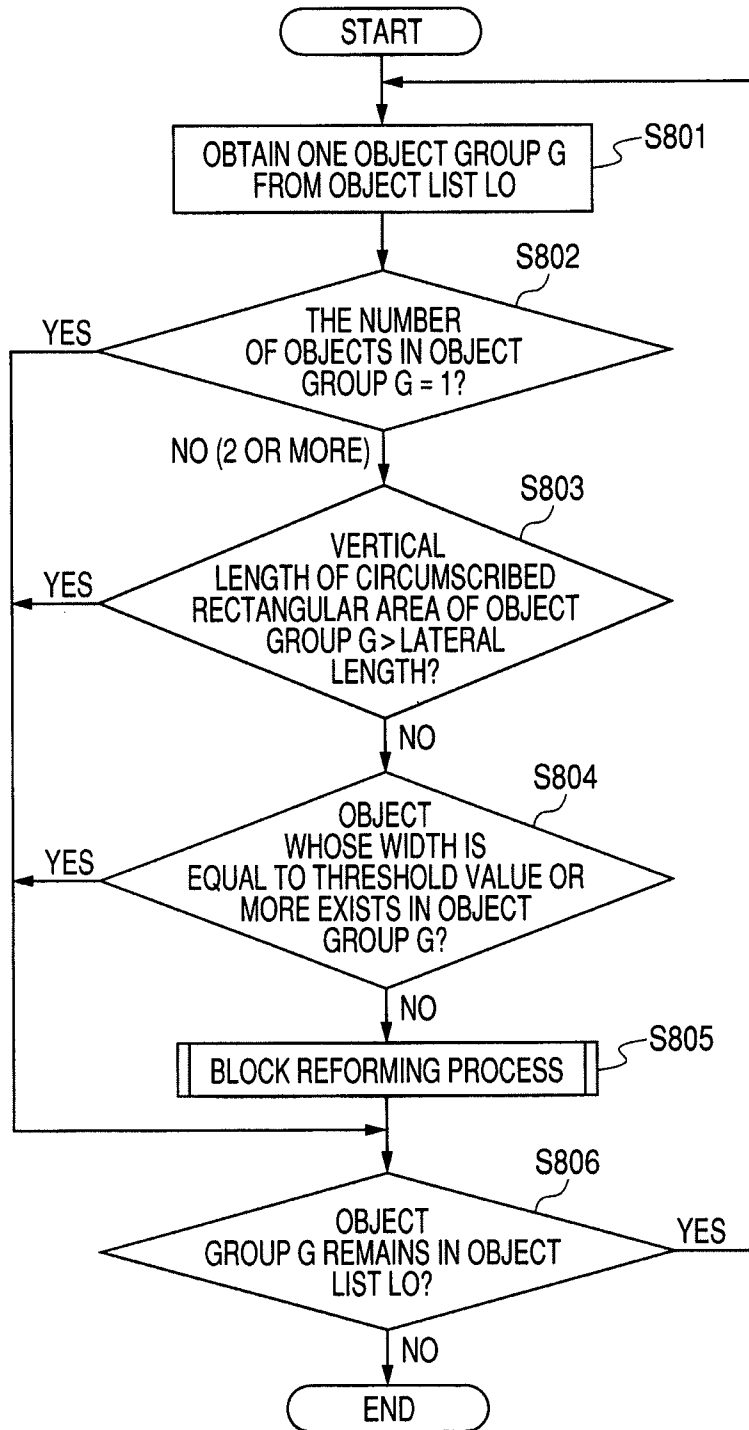 START
OBTAIN ONE OBJECT GROUP G
FROM OBJECT LIST LO
S801
S802
THE NUMBER
OF OBJECTS IN OBJECT
GROUP G = 1?
YES
NO (2 OR MORE)
S803
VERTICAL
LENGTH OF CIRCUMSCRIBED
RECTANGULAR AREA OF OBJECT
GROUP G > LATERAL
LENGTH?
YES
NO
S804
OBJECT
WHOSE WIDTH IS
EQUAL TO THRESHOLD VALUE OR
MORE EXISTS IN OBJECT
GROUP G?
YES
NO
BLOCK REFORMING PROCESS
S805
S806
OBJECT
GROUP G REMAINS IN OBJECT
LIST LO?
YES
NO
END